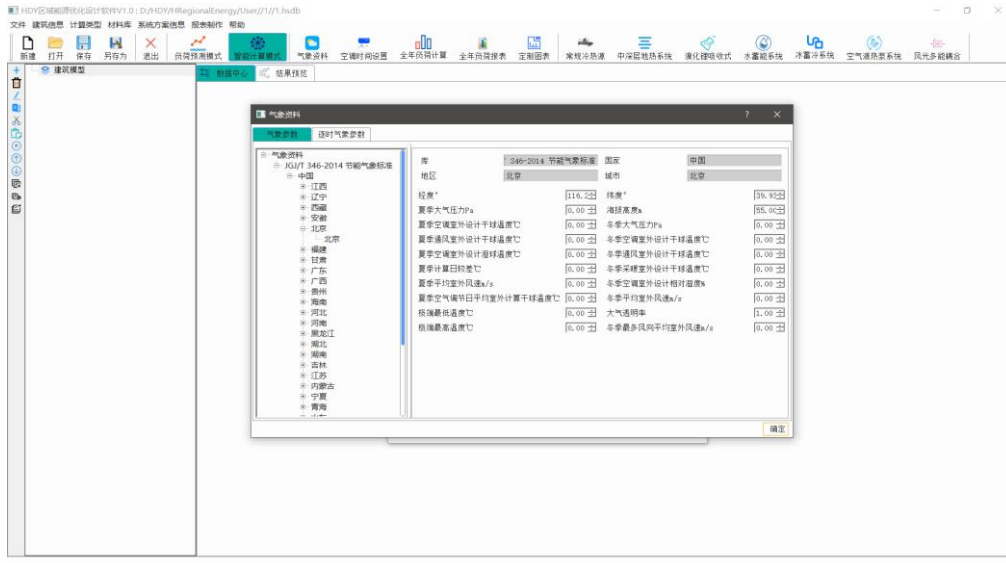 HDY区域能源优化设计软件V1.0 : D:/HDY/HRegionalEnergy/User//1//1.hsdb
文件 建筑信息 计算类型 材料库 系统方案信息 报表制作 帮助
新建 打开 保存 另存为 退出 负荷预测模式 智能计算模式 气象资料 空调时间设置 全年负荷计算 全年负荷报表 定制图表 常规冷热源 中深层地热系统 溴化锂吸收式 水蓄能系统 冰蓄冷系统 空气源热泵系统 风光多能耦合
建筑模型
数据中心 结果预览
气象资料
气象参数 逐时气象参数
气象资料
JGJ/T 346-2014 节能气象标准
中国
江西
辽宁
西藏
安徽
北京
北京
福建
甘肃
广东
广西
贵州
海南
河北
河南
黑龙江
湖北
湖南
吉林
江苏
内蒙古
宁夏
青海
库 346-2014 节能气象标准 国家 中国
地区 北京 城市 北京
经度° 116.2 纬度° 39.92
夏季大气压力Pa 0.00 海拔高度m 55.00
夏季空调室外设计干球温度℃ 0.00 冬季大气压力Pa 0.00
夏季通风室外设计干球温度℃ 0.00 冬季空调室外设计干球温度℃ 0.00
夏季空调室外设计湿球温度℃ 0.00 冬季通风室外设计干球温度℃ 0.00
夏季计算日较差℃ 0.00 冬季采暖室外设计干球温度℃ 0.00
夏季平均室外风速m/s 0.00 冬季空调室外设计相对湿度% 0.00
夏季空气调节日平均室外计算干球温度℃ 0.00 冬季平均室外风速m/s 0.00
极端最低温度℃ 0.00 大气透明率 1.00
极端最高温度℃ 0.00 冬季最多风向平均室外风速m/s 0.00
确定